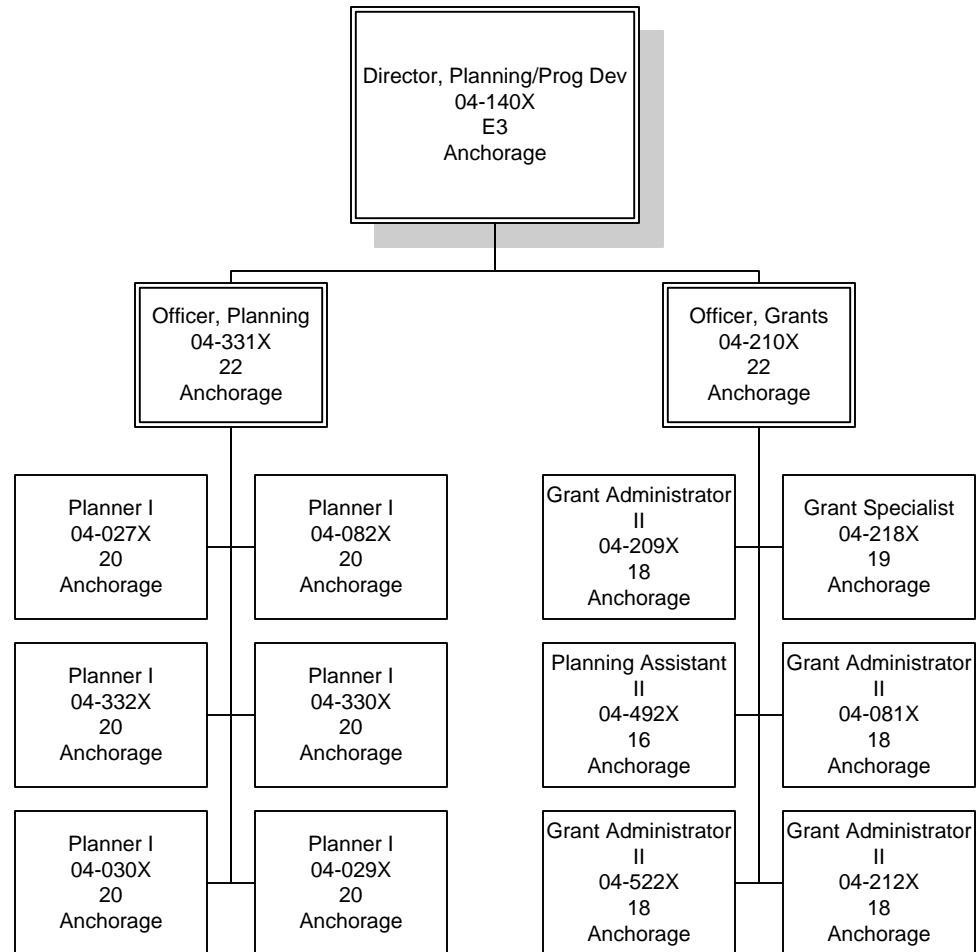 Director, Planning/Prog Dev
04-140X
E3
Anchorage
Officer, Planning
04-331X
22
Anchorage
Officer, Grants
04-210X
22
Anchorage
Planner I
04-027X
20
Anchorage
Planner I
04-082X
20
Anchorage
Grant Administrator
II
04-209X
18
Anchorage
Grant Specialist
04-218X
19
Anchorage
Planner I
04-332X
20
Anchorage
Planner I
04-330X
20
Anchorage
Planning Assistant
II
04-492X
16
Anchorage
Grant Administrator
II
04-081X
18
Anchorage
Planner I
04-030X
20
Anchorage
Planner I
04-029X
20
Anchorage
Grant Administrator
II
04-522X
18
Anchorage
Grant Administrator
II
04-212X
18
Anchorage